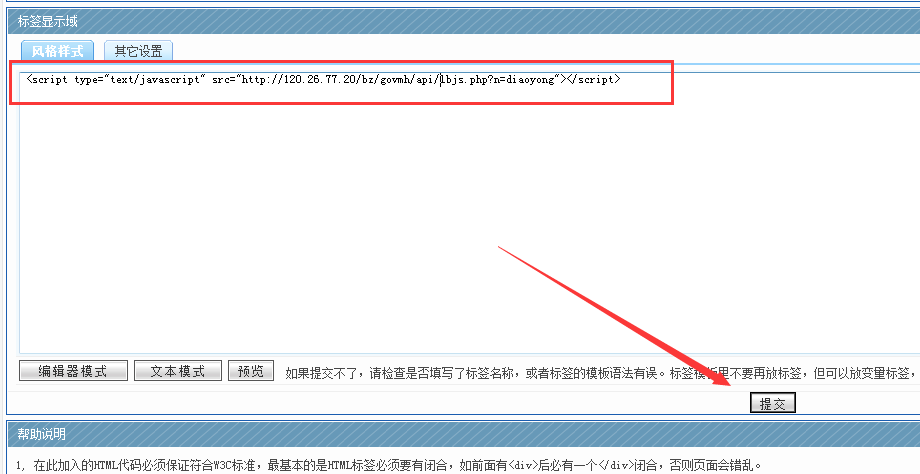 标签显示域
风格样式 其它设置
<script type="text/javascript" src="http://120.26.77.20/bz/govmh/api/lbjs.php?n=diaoyong"></script>
编辑器模式 文本模式 预览 如果提交不了，请检查是否填写了标签名称，或者标签的模板语法有误。标签模板里不要再放标签，但可以放变量标签，
提交
帮助说明
1, 在此加入的HTML代码必须保证符合W3C标准，最基本的是HTML标签必须要有闭合，如前面有<div>后必有一个</div>闭合，否则页面会错乱。